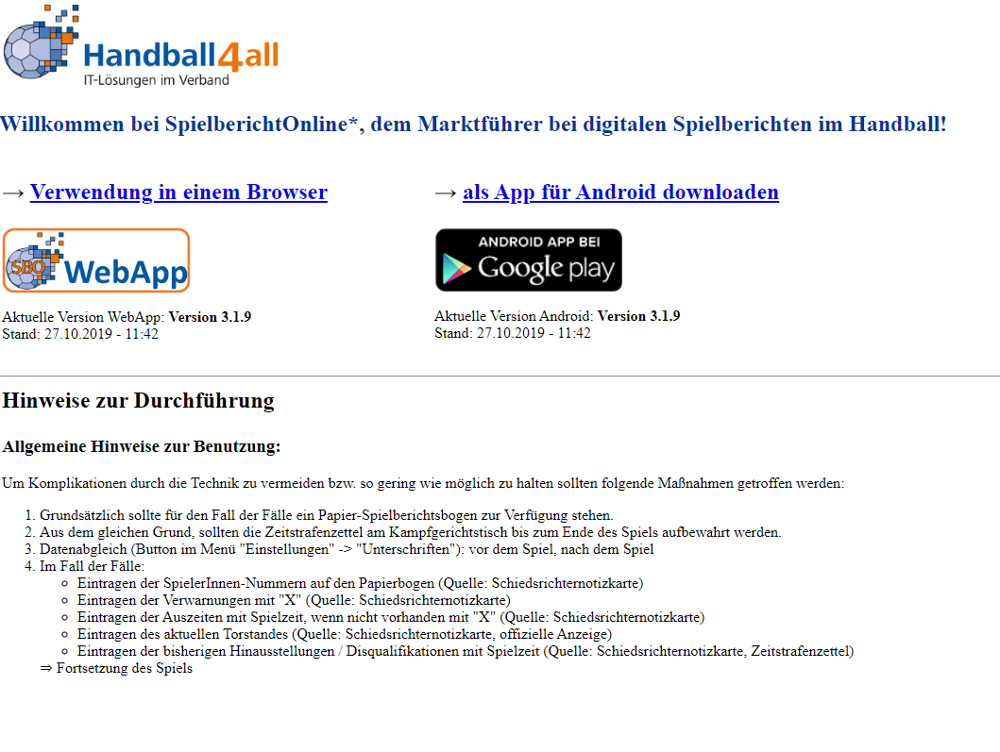 Handball4all
IT-Lösungen im Verband
Willkommen bei SpielberichtOnline*, dem Marktführer bei digitalen Spielberichten im Handball!
→ Verwendung in einem Browser
SBO WebApp
Aktuelle Version WebApp: Version 3.1.9
Stand: 27.10.2019 - 11:42
→ als App für Android downloaden
ANDROID APP BEI
Google play
Aktuelle Version Android: Version 3.1.9
Stand: 27.10.2019 - 11:42
Hinweise zur Durchführung
Allgemeine Hinweise zur Benutzung:
Um Komplikationen durch die Technik zu vermeiden bzw. so gering wie möglich zu halten sollten folgende Maßnahmen getroffen werden:
1. Grundsätzlich sollte für den Fall der Fälle ein Papier-Spielberichtsbogen zur Verfügung stehen.
2. Aus dem gleichen Grund, sollten die Zeitstrafenzettel am Kampfgerichtstisch bis zum Ende des Spiels aufbewahrt werden.
3. Datenabgleich (Button im Menü "Einstellungen" -> "Unterschriften"): vor dem Spiel, nach dem Spiel
4. Im Fall der Fälle:
◦ Eintragen der SpielerInnen-Nummern auf den Papierbogen (Quelle: Schiedsrichternotizkarte)
◦ Eintragen der Verwarnungen mit "X" (Quelle: Schiedsrichternotizkarte)
◦ Eintragen der Auszeiten mit Spielzeit, wenn nicht vorhanden mit "X" (Quelle: Schiedsrichternotizkarte)
◦ Eintragen des aktuellen Torstandes (Quelle: Schiedsrichternotizkarte, offizielle Anzeige)
◦ Eintragen der bisherigen Hinausstellungen / Disqualifikationen mit Spielzeit (Quelle: Schiedsrichternotizkarte, Zeitstrafenzettel)
⇒ Fortsetzung des Spiels